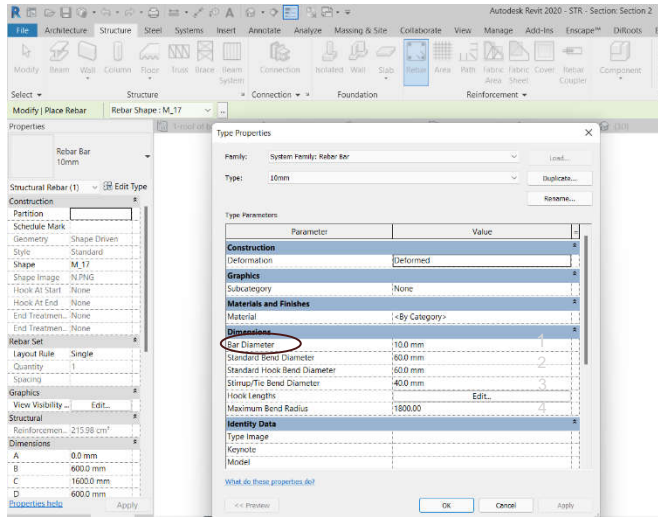 Autodesk Revit 2020 - STR - Section: Section 2
File Architecture Structure Steel Systems Insert Annotate Analyze Massing & Site Collaborate View Manage Add-Ins Enscape™ DiRoots
Modify Beam Wall Column Floor Truss Brace Beam System Connection Isolated Wall Slab Rebar Area Path Fabric Area Fabric Sheet Cover Rebar Coupler Component
Select Structure Connection Foundation Reinforcement
Modify | Place Rebar Rebar Shape : M_17 ...
Properties
Rebar Bar
10mm
Structural Rebar (1) Edit Type
Construction
Partition
Schedule Mark
Geometry Shape Driven
Style Standard
Shape M_17
Shape Image N.PNG
Hook At Start None
Hook At End None
End Treatmen... None
End Treatmen... None
Rebar Set
Layout Rule Single
Quantity 1
Spacing
Graphics
View Visibility ... Edit...
Structural
Reinforcemen... 215.98 cm³
Dimensions
A 0.0 mm
B 600.0 mm
C 1600.0 mm
D 600.0 mm
Properties help Apply
Type Properties
Family: System Family: Rebar Bar Load...
Type: 10mm Duplicate...
Rename...
Type Parameters
Parameter Value =
Construction
Deformation Deformed
Graphics
Subcategory None
Materials and Finishes
Material <By Category>
Dimensions
Bar Diameter 10.0 mm 1
Standard Bend Diameter 60.0 mm 2
Standard Hook Bend Diameter 60.0 mm
Stirrup/Tie Bend Diameter 40.0 mm 3
Hook Lengths Edit...
Maximum Bend Radius 1800.00 4
Identity Data
Type Image
Keynote
Model
What do these properties do?
<< Preview OK Cancel Apply